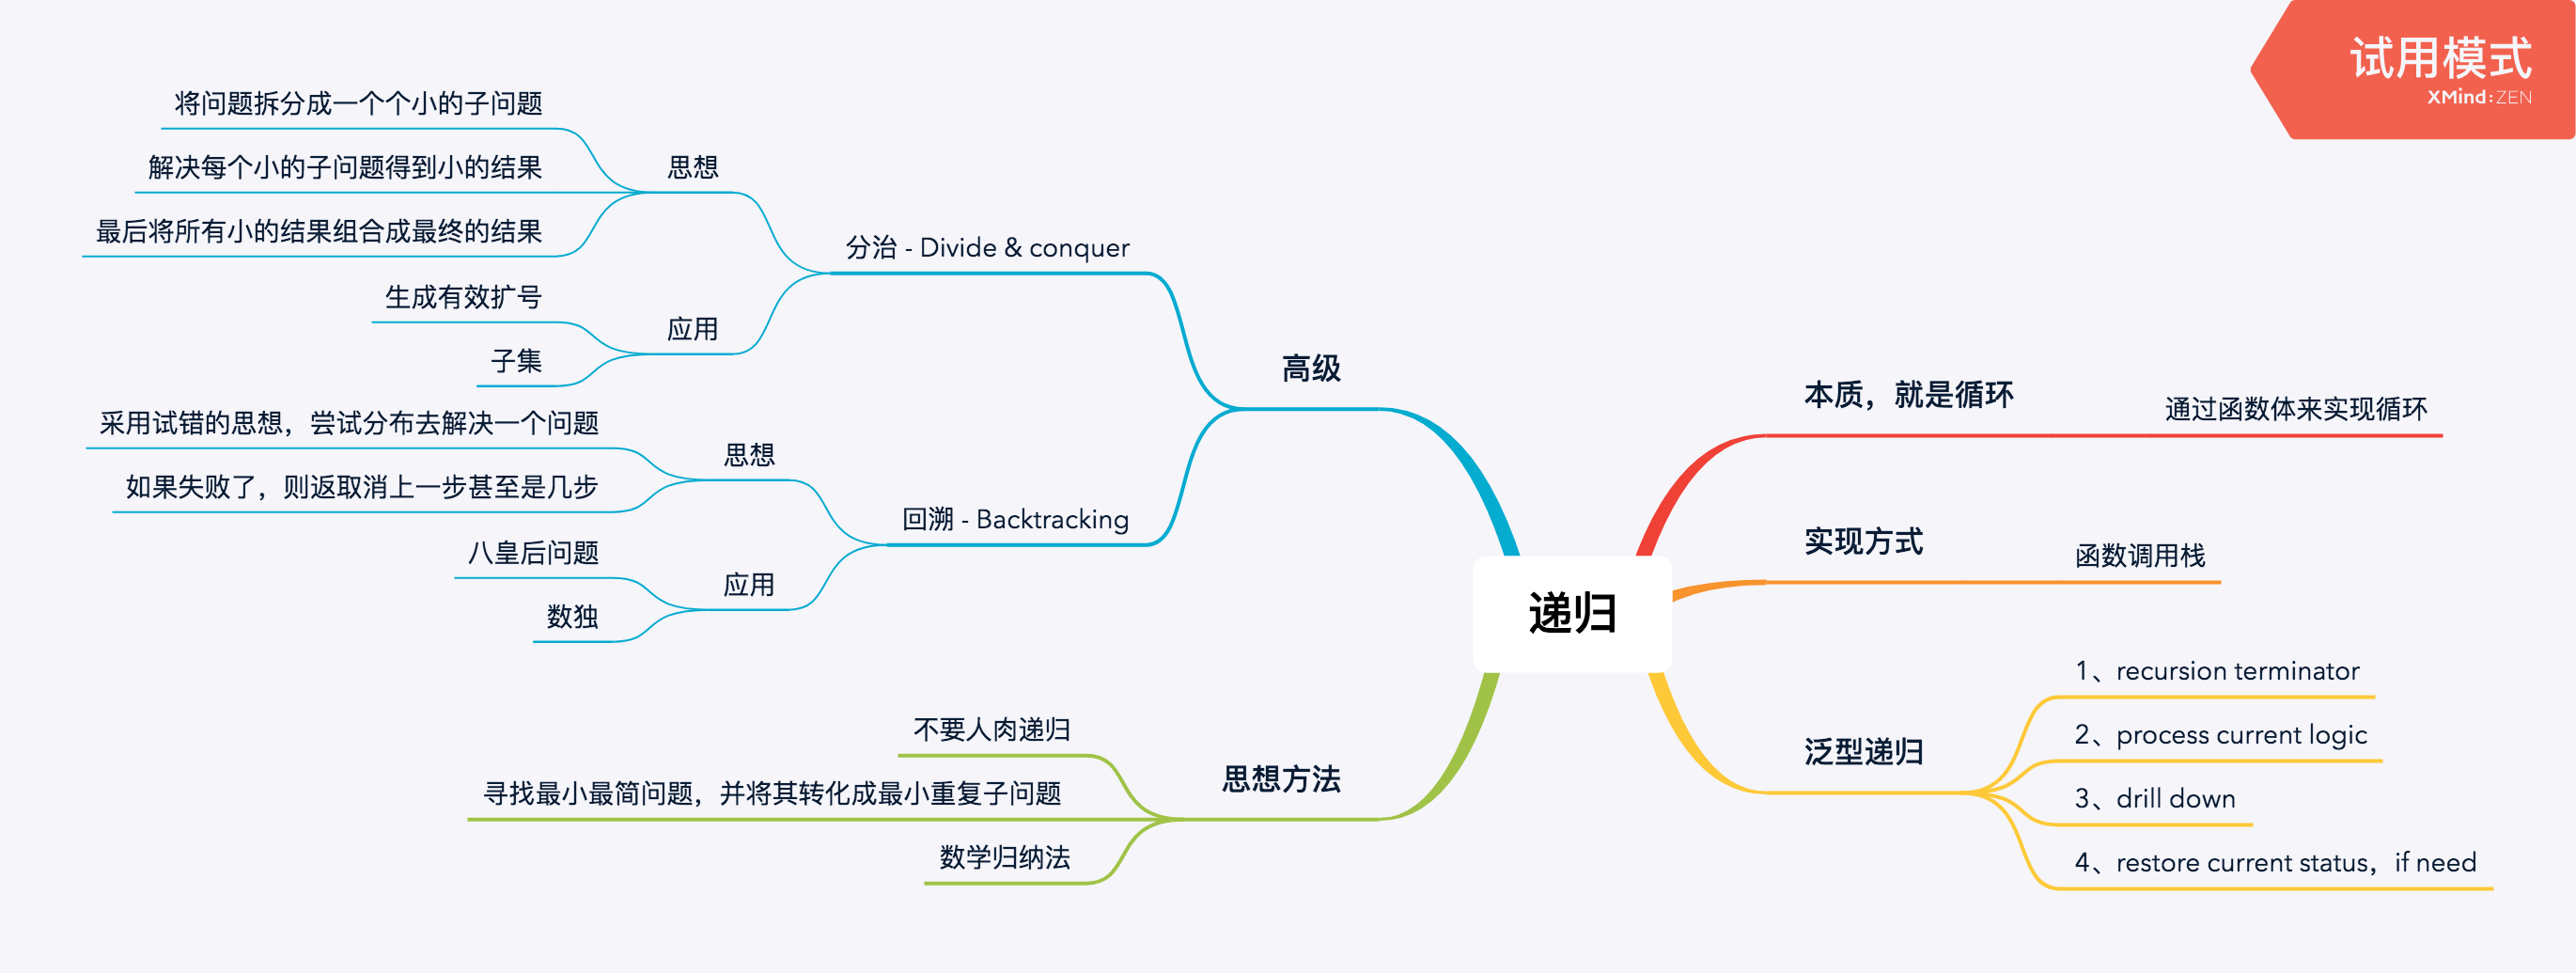 试用模式
XMind:ZEN
递归
本质，就是循环
通过函数体来实现循环
实现方式
函数调用栈
泛型递归
1、recursion terminator
2、process current logic
3、drill down
4、restore current status，if need
高级
分治 - Divide & conquer
思想
将问题拆分成一个个小的子问题
解决每个小的子问题得到小的结果
最后将所有小的结果组合成最终的结果
应用
生成有效扩号
子集
回溯 - Backtracking
思想
采用试错的思想，尝试分布去解决一个问题
如果失败了，则返取消上一步甚至是几步
应用
八皇后问题
数独
思想方法
不要人肉递归
寻找最小最简问题，并将其转化成最小重复子问题
数学归纳法